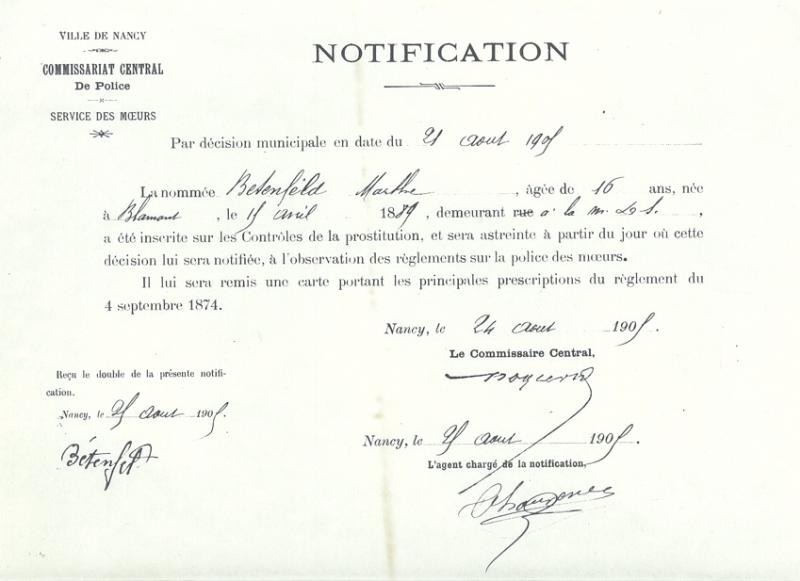 VILLE DE NANCY
COMMISSARIAT CENTRAL
De Police
SERVICE DES MŒURS
NOTIFICATION
Par décision municipale en date du 21 aout 1905
La nommée Betenfeld Marthe, âgée de 16 ans, née
à Blamont, le 15 avril 1889, demeurant rue à la m. D S.,
a été inscrite sur les Contrôles de la prostitution, et sera astreinte à partir du jour où cette
décision lui sera notifiée, à l'observation des règlements sur la police des mœurs.
Il lui sera remis une carte portant les principales prescriptions du règlement du
4 septembre 1874.
Nancy, le 24 aout 1905.
Le Commissaire Central,
Reçu le double de la présente notifi-
cation.
Nancy, le 25 aout 1905.
Bétenfeld
Nancy, le 25 aout 1905.
L'agent chargé de la notification,